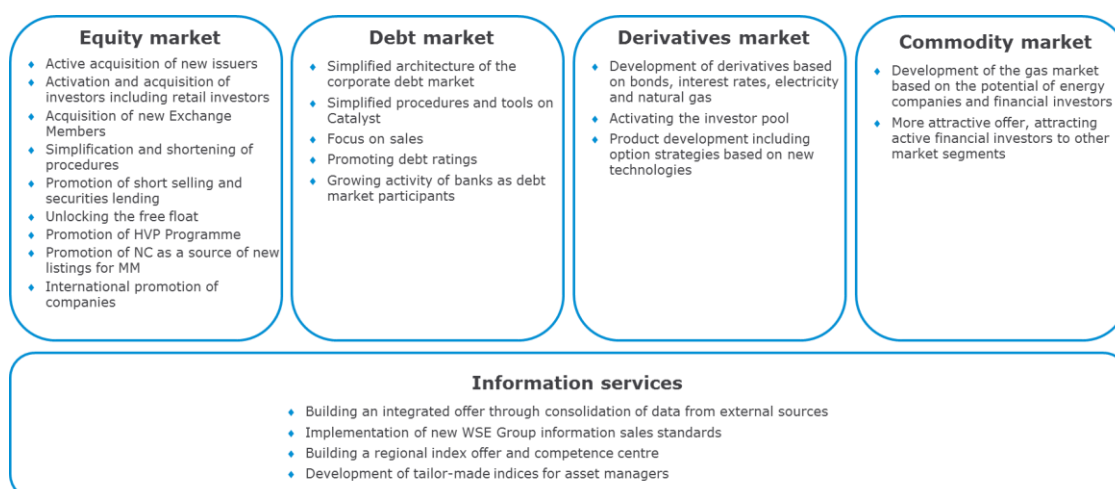 Equity market
Active acquisition of new issuers
Activation and acquisition of
investors including retail investors
Acquisition of new Exchange
Members
Simplification and shortening of
procedures
Promotion of short selling and
securities lending
Unlocking the free float
Promotion of HVP Programme
Promotion of NC as a source of new
listings for MM
International promotion of
companies
Debt market
Simplified architecture of the
corporate debt market
Simplified procedures and tools on
Catalyst
Focus on sales
Promoting debt ratings
Growing activity of banks as debt
market participants
Derivatives market
Development of derivatives based
on bonds, interest rates, electricity
and natural gas
Activating the investor pool
Product development including
option strategies based on new
technologies
Commodity market
Development of the gas market
based on the potential of energy
companies and financial investors
More attractive offer, attracting
active financial investors to other
market segments
Information services
Building an integrated offer through consolidation of data from external sources
Implementation of new WSE Group information sales standards
Building a regional index offer and competence centre
Development of tailor-made indices for asset managers